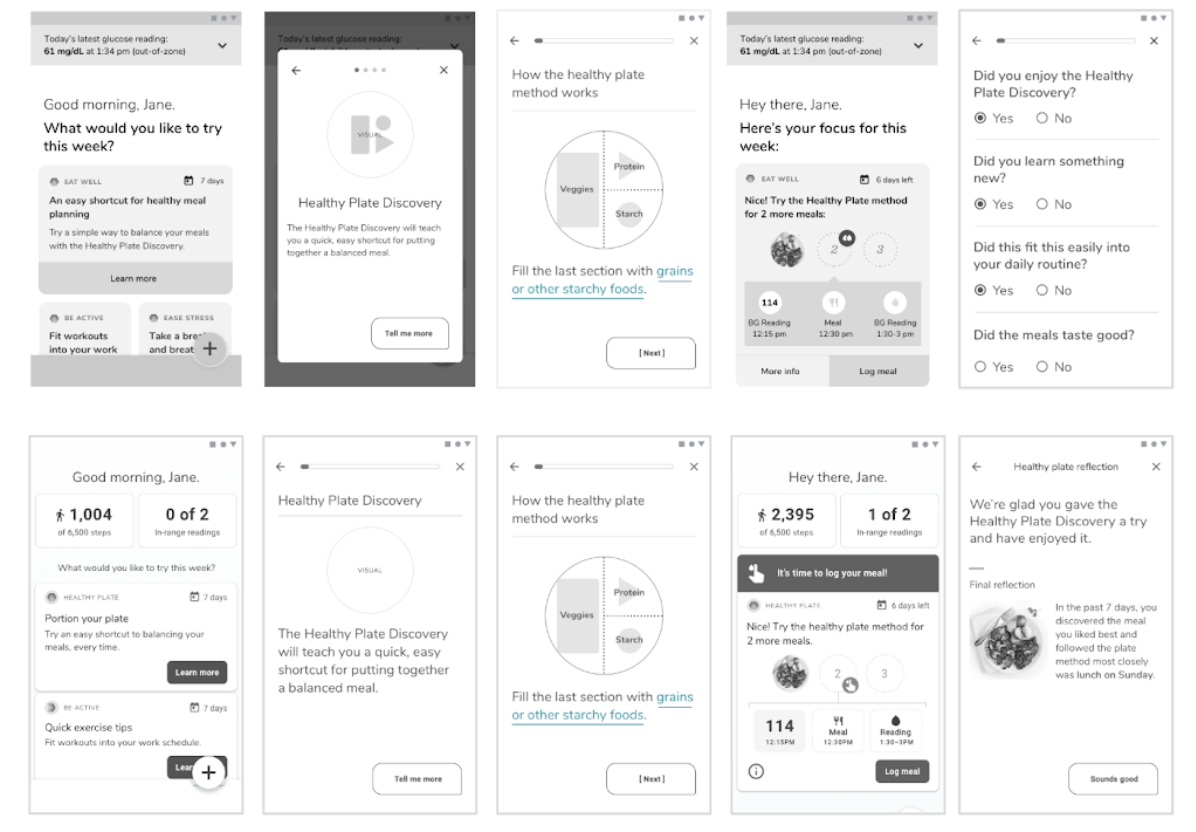 Today's latest glucose reading:
61 mg/dL at 1:34 pm (out-of-zone)
Good morning, Jane.
What would you like to try
this week?
EAT WELL
7 days
An easy shortcut for healthy meal
planning
Try a simple way to balance your meals
with the Healthy Plate Discovery.
Learn more
BE ACTIVE
Fit workouts
into your work
EASE STRESS
Take a
and breat
+
Today's latest glucose reading:
VISUAL
Healthy Plate Discovery
The Healthy Plate Discovery will teach
you a quick, easy shortcut for putting
together a balanced meal.
Tell me more
How the healthy plate
method works
Veggies
Protein
Starch
Fill the last section with grains
or other starchy foods.
[ Next ]
Today's latest glucose reading:
61 mg/dL at 1:34 pm (out-of-zone)
Hey there, Jane.
Here's your focus for this
week:
EAT WELL
6 days left
Nice! Try the Healthy Plate method
for 2 more meals:
2
3
114
BG Reading
12:15 pm
Meal
12:30 pm
BG Reading
1:30-3 pm
More info
Log meal
Did you enjoy the Healthy
Plate Discovery?
Yes No
Did you learn something
new?
Yes No
Did this fit this easily into
your daily routine?
Yes No
Did the meals taste good?
Yes No
Good morning, Jane.
1,004
of 6,500 steps
0 of 2
In-range readings
What would you like to try this week?
HEALTHY PLATE
7 days
Portion your plate
Try an easy shortcut to balancing your
meals, every time.
Learn more
BE ACTIVE
7 days
Quick exercise tips
Fit workouts into your work schedule.
Lear
+
Healthy Plate Discovery
VISUAL
The Healthy Plate Discovery
will teach you a quick, easy
shortcut for putting together
a balanced meal.
Tell me more
How the healthy plate
method works
Veggies
Protein
Starch
Fill the last section with grains
or other starchy foods.
[ Next ]
Hey there, Jane.
2,395
of 6,500 steps
1 of 2
In-range readings
It's time to log your meal!
HEALTHY PLATE
6 days left
Nice! Try the healthy plate method for
2 more meals.
2
3
114
12:15PM
Meal
12:30PM
Reading
1:30–3PM
Log meal
Healthy plate reflection
We're glad you gave the
Healthy Plate Discovery a try
and have enjoyed it.
Final reflection
In the past 7 days, you
discovered the meal
you liked best and
followed the plate
method most closely
was lunch on Sunday.
Sounds good